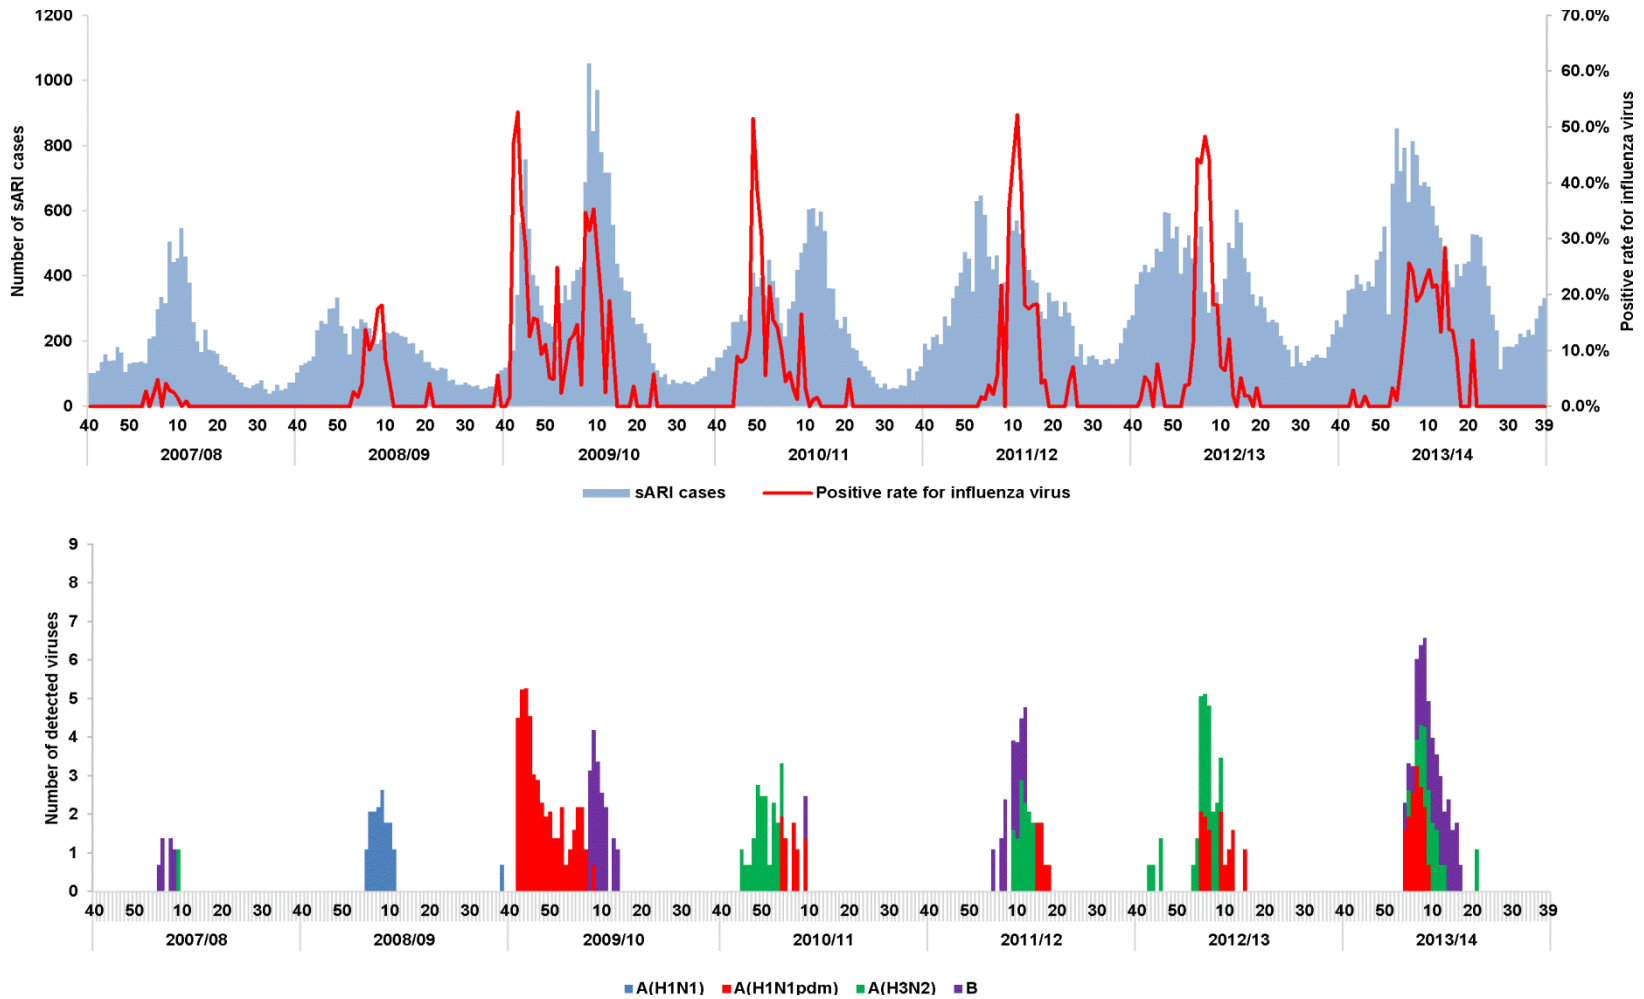 Number of sARI cases
1200
1000
800
600
400
200
0
70.0%
60.0%
50.0%
40.0%
30.0%
20.0%
10.0%
0.0%
Positive rate for influenza virus
40 50 10 20 30 40 50 10 20 30 40 50 10 20 30 40 50 10 20 30 40 50 10 20 30 40 50 10 20 30 40 50 10 20 30 39
2007/08 2008/09 2009/10 2010/11 2011/12 2012/13 2013/14
sARI cases Positive rate for influenza virus
Number of detected viruses
9
8
7
6
5
4
3
2
1
0
40 50 10 20 30 40 50 10 20 30 40 50 10 20 30 40 50 10 20 30 40 50 10 20 30 40 50 10 20 30 40 50 10 20 30 39
2007/08 2008/09 2009/10 2010/11 2011/12 2012/13 2013/14
A(H1N1) A(H1N1pdm) A(H3N2) B